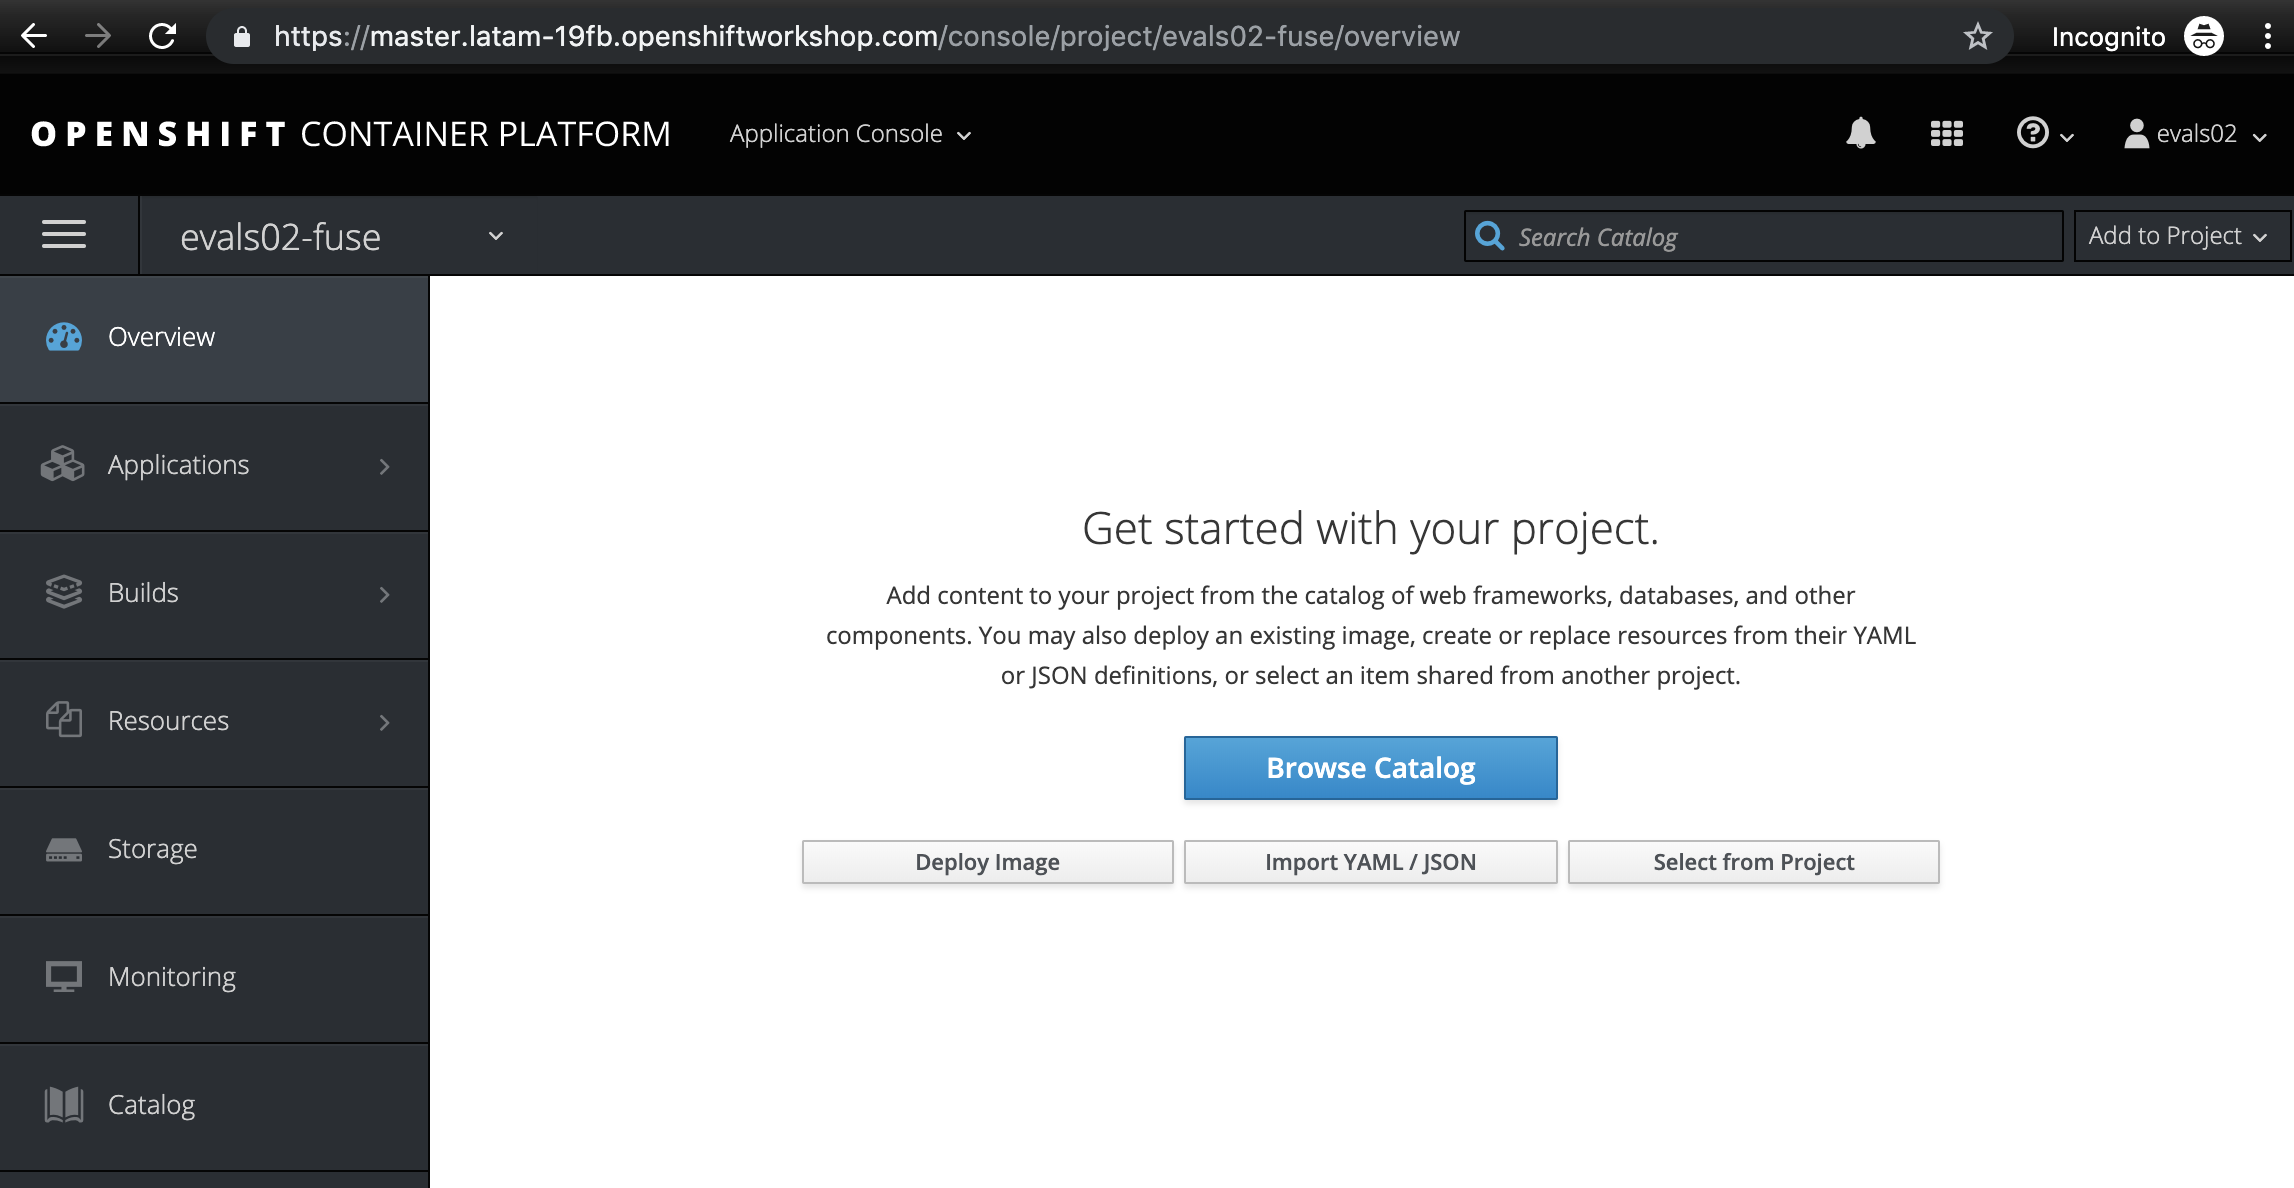 https://master.latam-19fb.openshiftworkshop.com/console/project/evals02-fuse/overview
Incognito
OPENSHIFT CONTAINER PLATFORM
Application Console
evals02
evals02-fuse
Search Catalog
Add to Project
Overview
Applications
Builds
Resources
Storage
Monitoring
Catalog
Get started with your project.
Add content to your project from the catalog of web frameworks, databases, and other
components. You may also deploy an existing image, create or replace resources from their YAML
or JSON definitions, or select an item shared from another project.
Browse Catalog
Deploy Image
Import YAML / JSON
Select from Project